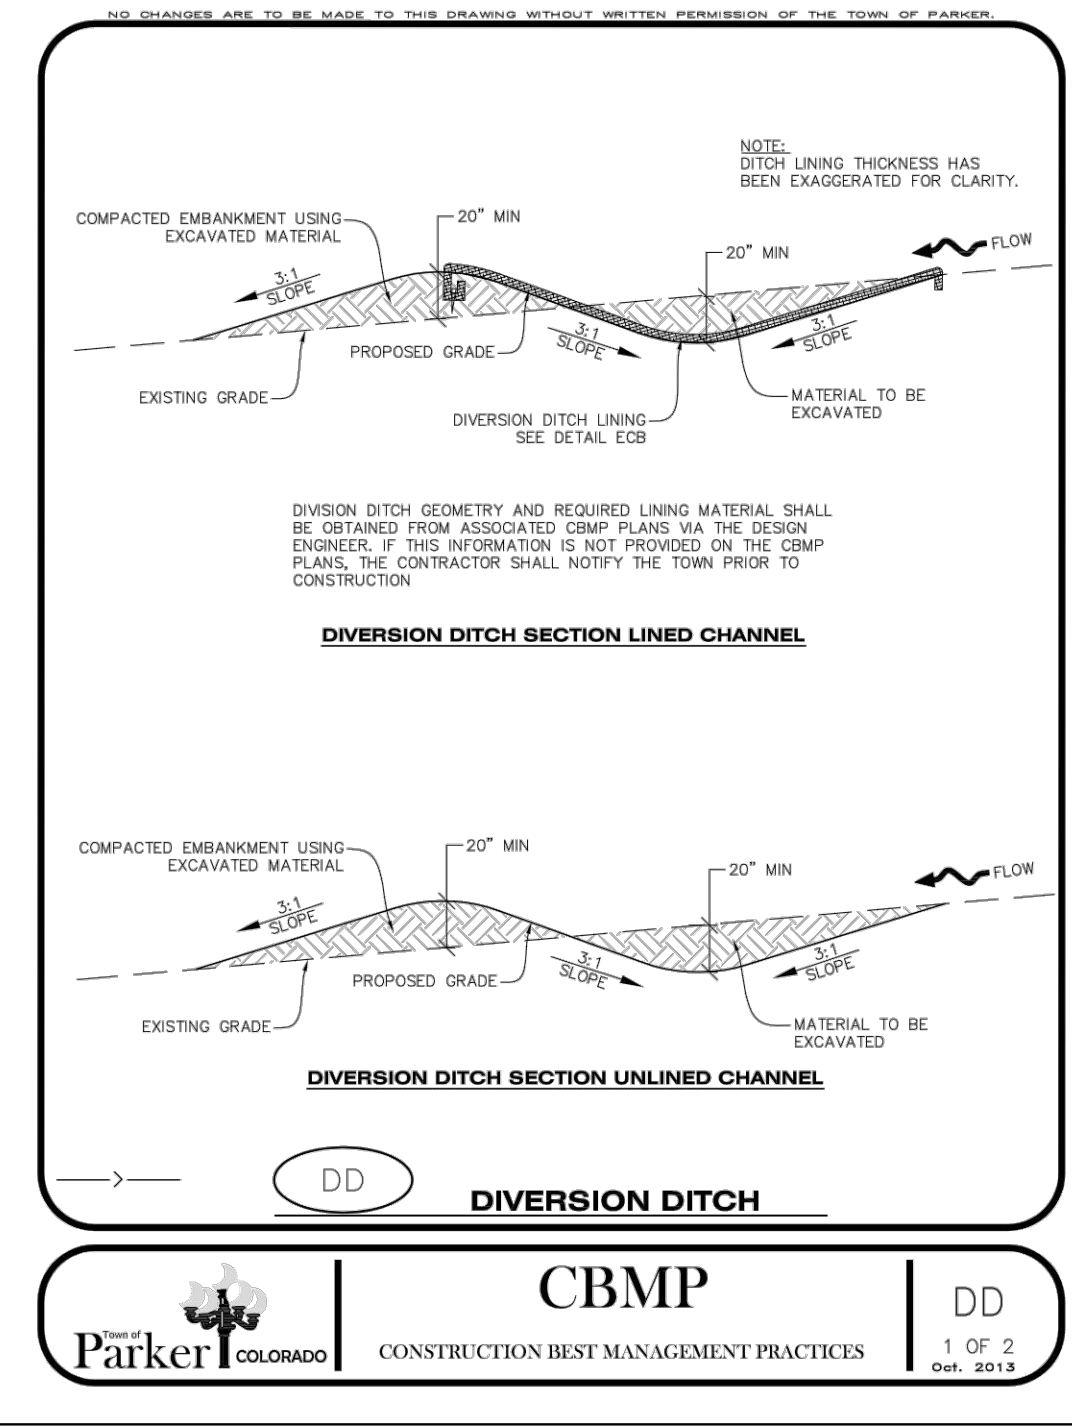 NO CHANGES ARE TO BE MADE TO THIS DRAWING WITHOUT WRITTEN PERMISSION OF THE TOWN OF PARKER.
NOTE:
DITCH LINING THICKNESS HAS
BEEN EXAGGERATED FOR CLARITY.
COMPACTED EMBANKMENT USING
EXCAVATED MATERIAL
20" MIN
20" MIN
FLOW
3:1
SLOPE
3:1
SLOPE
3:1
SLOPE
PROPOSED GRADE
EXISTING GRADE
MATERIAL TO BE
EXCAVATED
DIVERSION DITCH LINING
SEE DETAIL ECB
DIVISION DITCH GEOMETRY AND REQUIRED LINING MATERIAL SHALL
BE OBTAINED FROM ASSOCIATED CBMP PLANS VIA THE DESIGN
ENGINEER. IF THIS INFORMATION IS NOT PROVIDED ON THE CBMP
PLANS, THE CONTRACTOR SHALL NOTIFY THE TOWN PRIOR TO
CONSTRUCTION
DIVERSION DITCH SECTION LINED CHANNEL
COMPACTED EMBANKMENT USING
EXCAVATED MATERIAL
20" MIN
20" MIN
FLOW
3:1
SLOPE
3:1
SLOPE
3:1
SLOPE
PROPOSED GRADE
EXISTING GRADE
MATERIAL TO BE
EXCAVATED
DIVERSION DITCH SECTION UNLINED CHANNEL
DD
DIVERSION DITCH
Town of
Parker
COLORADO
CBMP
CONSTRUCTION BEST MANAGEMENT PRACTICES
DD
1 OF 2
Oct. 2013